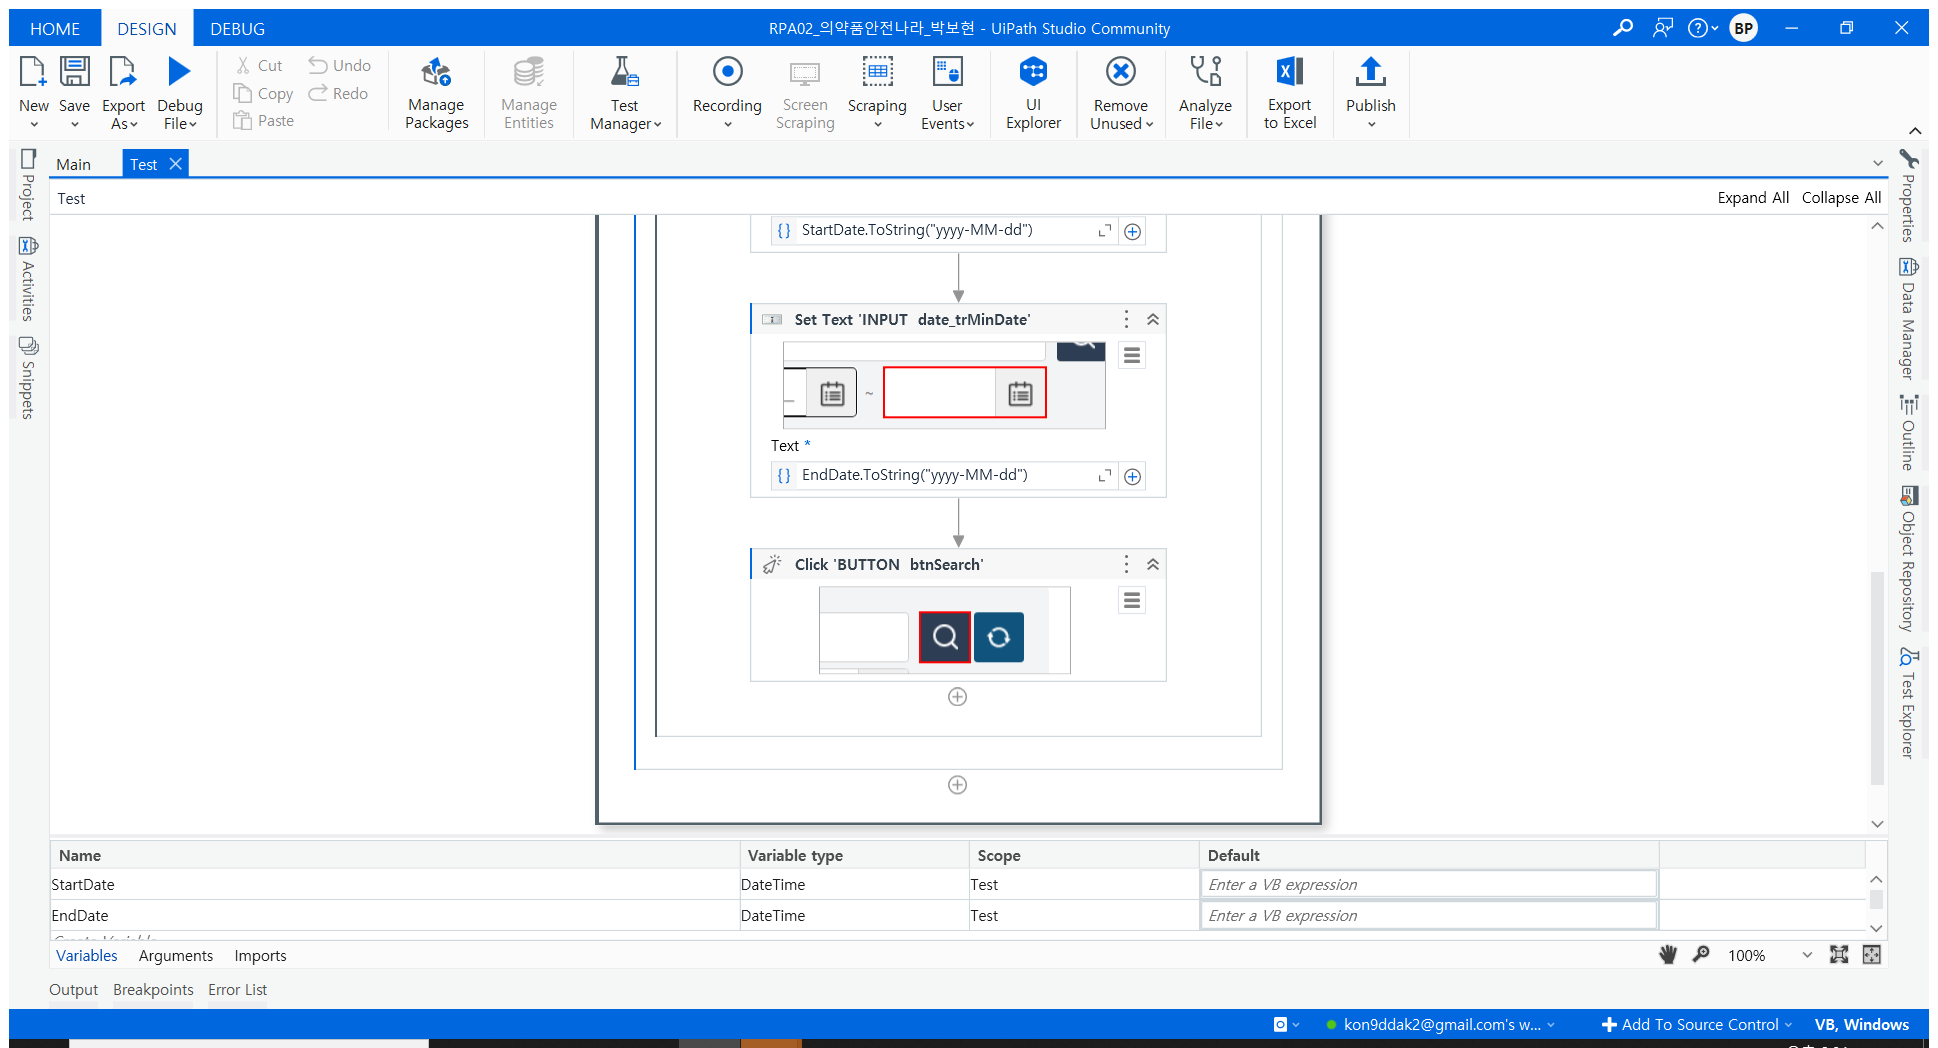 HOME DESIGN DEBUG RPA02_의약품안전나라_박보현 - UiPath Studio Community BP
New Save Export As Debug File Cut Copy Paste Undo Redo Manage Packages Manage Entities Test Manager Recording Screen Scraping Scraping User Events UI Explorer Remove Unused Analyze File Export to Excel Publish
Main Test
Test Expand All Collapse All
Project
Activities
Snippets
{} StartDate.ToString("yyyy-MM-dd")
Set Text 'INPUT date_trMinDate'
~
Text *
{} EndDate.ToString("yyyy-MM-dd")
Click 'BUTTON btnSearch'
Properties
Data Manager
Outline
Object Repository
Test Explorer
Name Variable type Scope Default
StartDate DateTime Test Enter a VB expression
EndDate DateTime Test Enter a VB expression
Variables Arguments Imports 100%
Output Breakpoints Error List
kon9ddak2@gmail.com's w... Add To Source Control VB, Windows